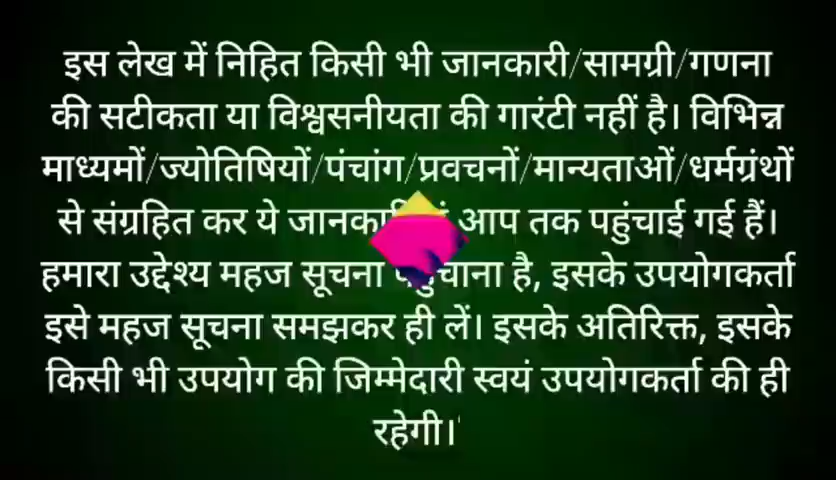 इस लेख में निहित किसी भी जानकारी/सामग्री/गणना
की सटीकता या विश्वसनीयता की गारंटी नहीं है। विभिन्न
माध्यमों/ज्योतिषियों/पंचांग/प्रवचनों/मान्यताओं/धर्मग्रंथों
से संग्रहित कर ये आप तक पहुंचाई गई हैं।
हमारा उद्देश्य महज सूचना है, इसके उपयोगकर्ता
इसे महज सूचना समझकर ही लें। इसके अतिरिक्त, इसके
किसी भी उपयोग की जिम्मेदारी स्वयं उपयोगकर्ता की ही
रहेगी।'